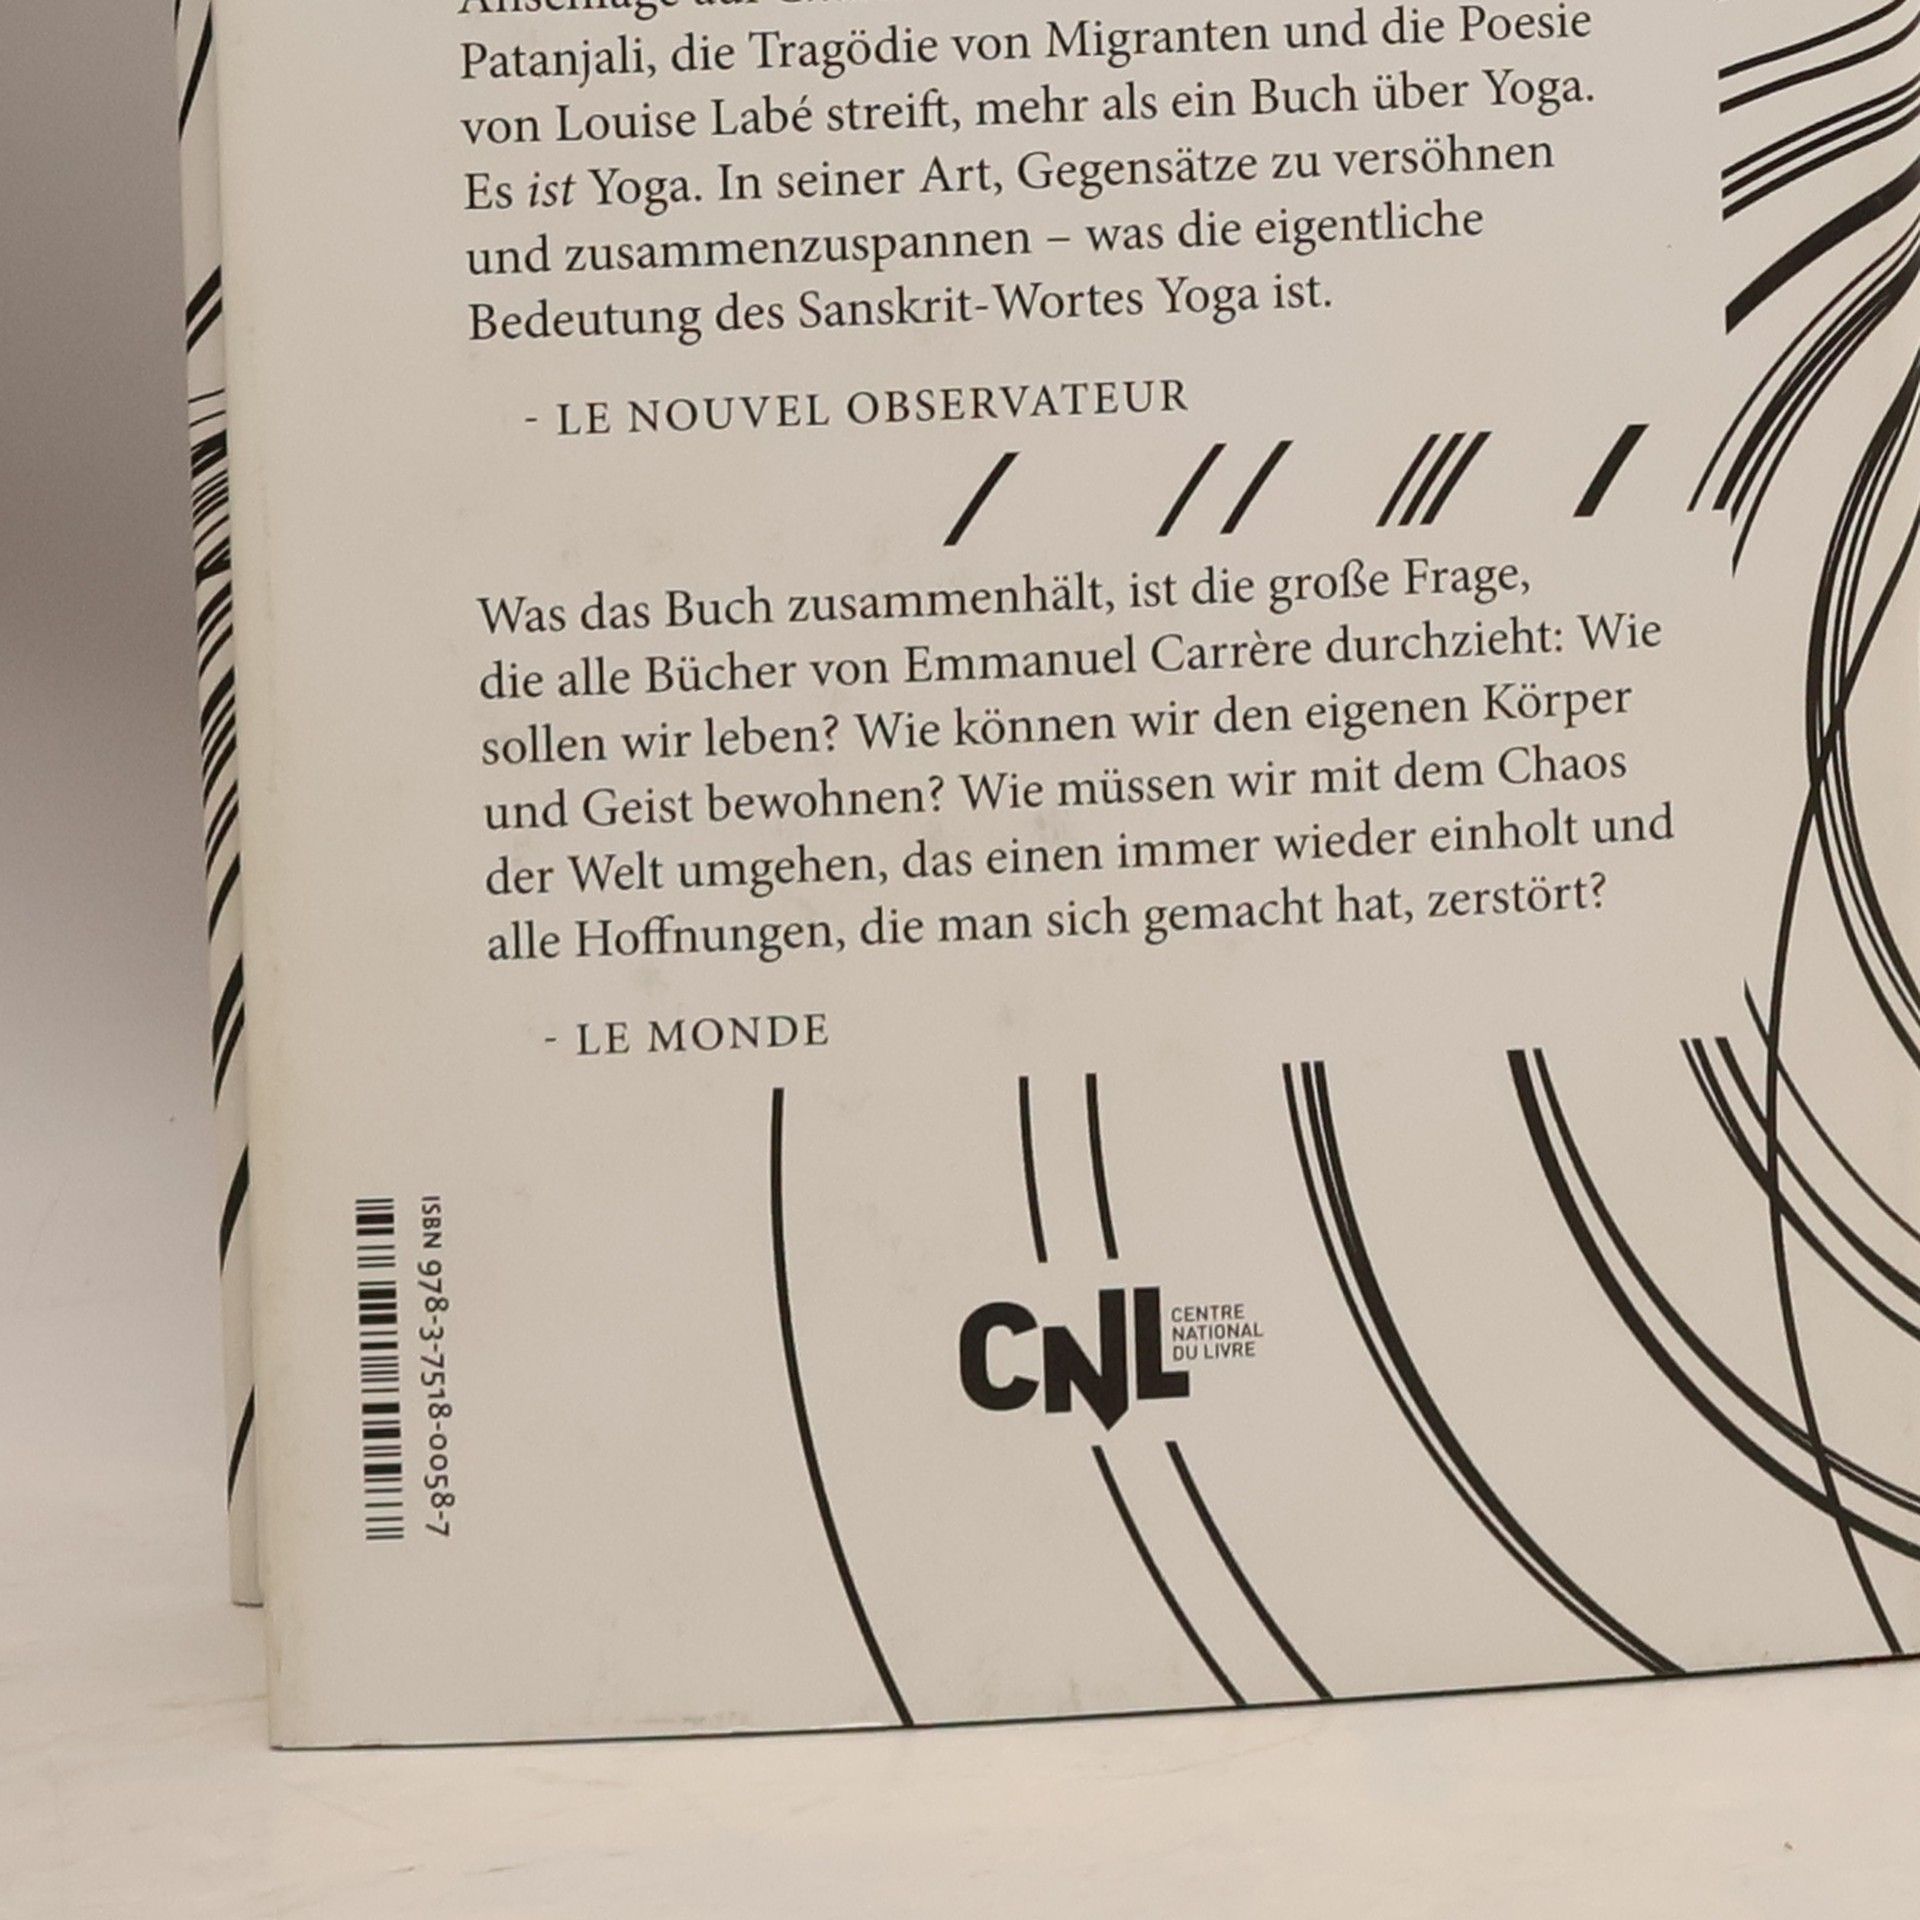 Patanjali, die Tragödie von Migranten und die Poesie
von Louise Labé streift, mehr als ein Buch über Yoga.
Es ist Yoga. In seiner Art, Gegensätze zu versöhnen
und zusammenzuspannen – was die eigentliche
Bedeutung des Sanskrit-Wortes Yoga ist.
- LE NOUVEL OBSERVATEUR
Was das Buch zusammenhält, ist die große Frage,
die alle Bücher von Emmanuel Carrère durchzieht: Wie
sollen wir leben? Wie können wir den eigenen Körper
und Geist bewohnen? Wie müssen wir mit dem Chaos
der Welt umgehen, das einen immer wieder einholt und
alle Hoffnungen, die man sich gemacht hat, zerstört?
- LE MONDE
ISBN 978-3-7518-0058-7
CNL
CENTRE
NATIONAL
DU LIVRE